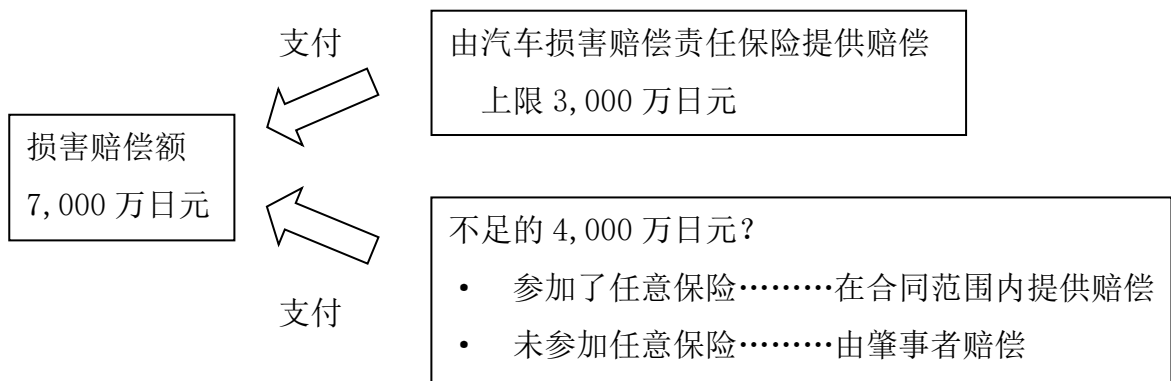 支付
由汽车损害赔偿责任保险提供赔偿
上限 3,000 万日元
损害赔偿额
7,000 万日元
不足的 4,000 万日元？
• 参加了任意保险………在合同范围内提供赔偿
• 未参加任意保险………由肇事者赔偿
支付